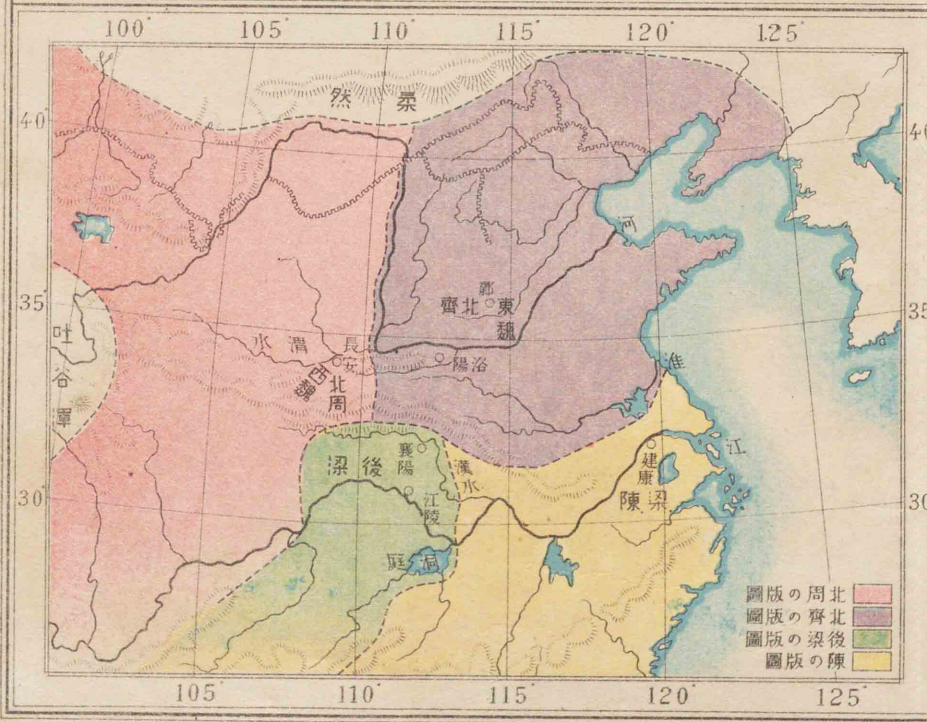 100°
105°
110°
115°
120°
125°
柔然
40°
40
河
鄴
東魏
北齊
35°
35
吐谷渾
渭水
長安
西魏
北周
洛陽
淮
襄陽
漢水
後梁
江陵
江
建康
梁陳
30°
30
洞庭
北周の版圖
北齊の版圖
後梁の版圖
陳の版圖
105°
110°
115°
120°
125°